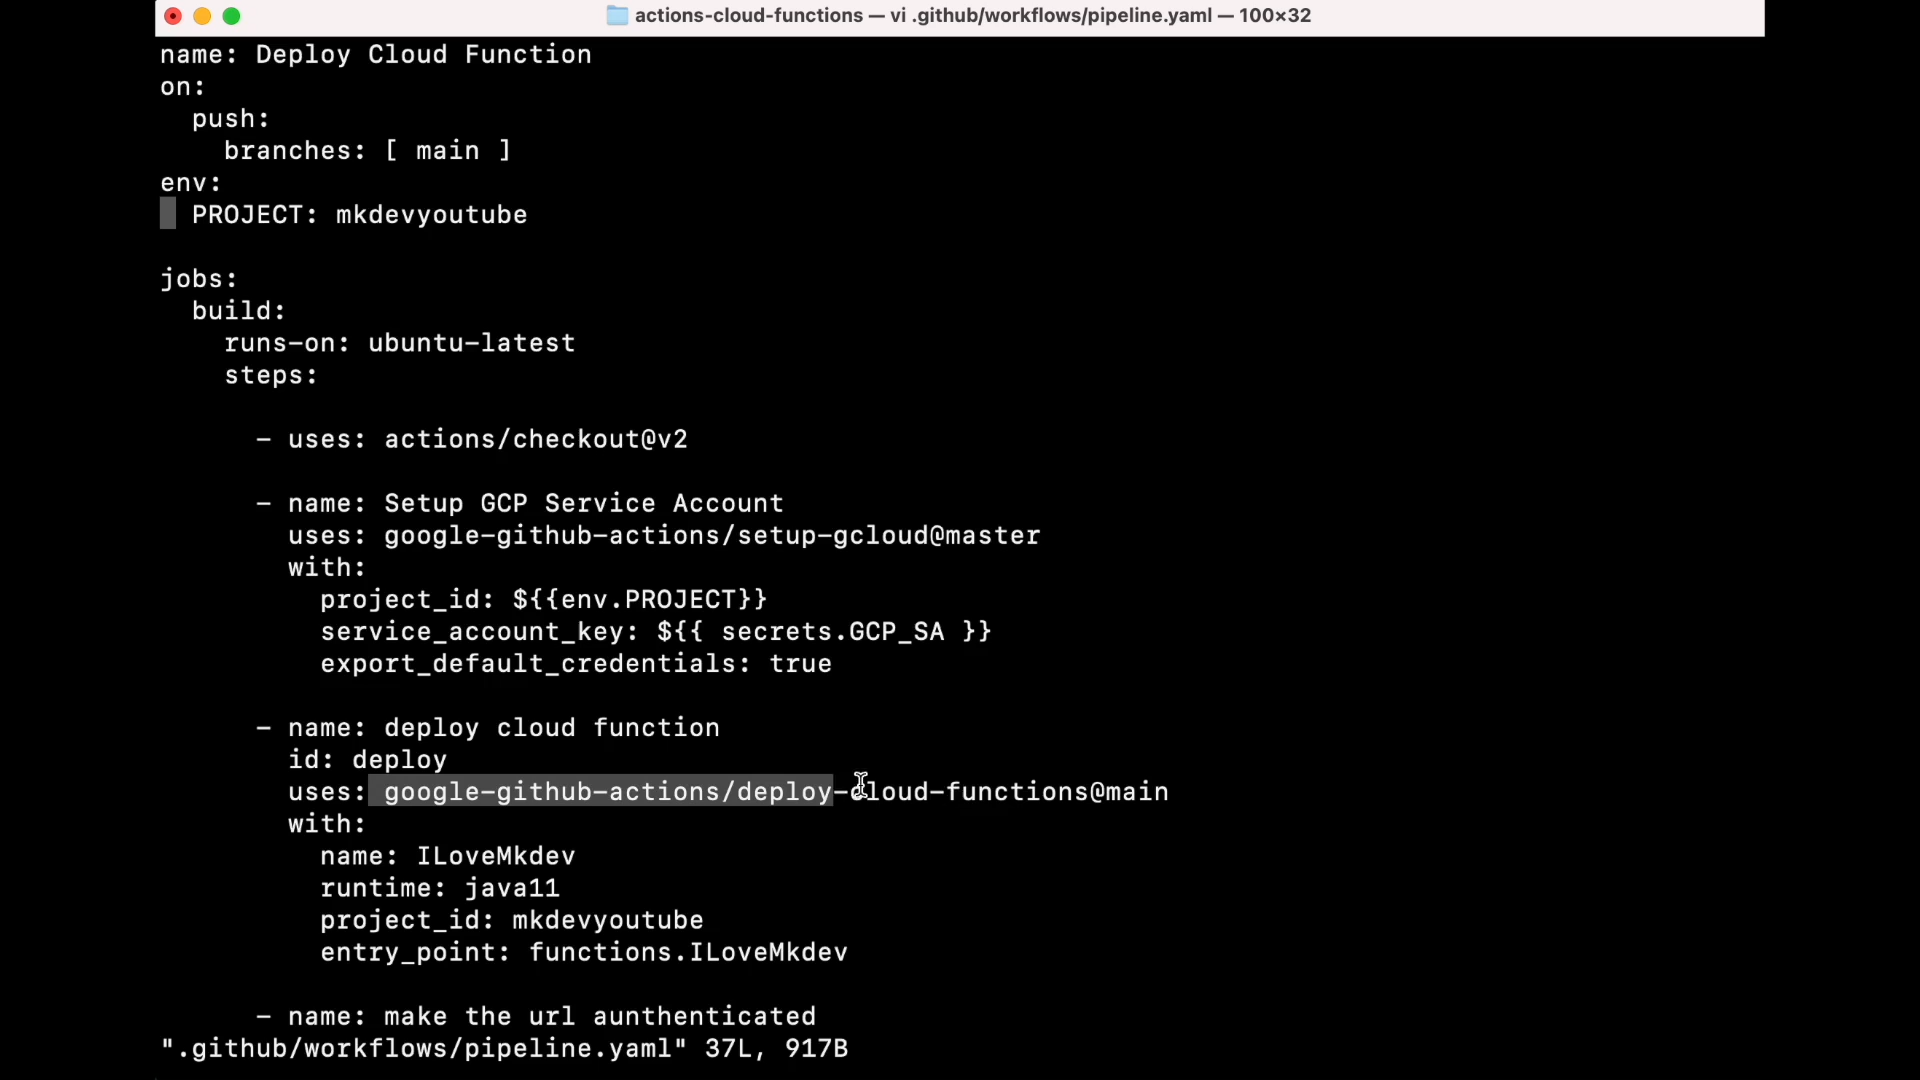 actions-cloud-functions — vi .github/workflows/pipeline.yaml — 100×32
name: Deploy Cloud Function
on:
  push:
    branches: [ main ]
env:
  PROJECT: mkdevyoutube
jobs:
  build:
    runs-on: ubuntu-latest
    steps:
      - uses: actions/checkout@v2
      - name: Setup GCP Service Account
        uses: google-github-actions/setup-gcloud@master
        with:
          project_id: ${{env.PROJECT}}
          service_account_key: ${{ secrets.GCP_SA }}
          export_default_credentials: true
      - name: deploy cloud function
        id: deploy
        uses: google-github-actions/deploy-cloud-functions@main
        with:
          name: ILoveMkdev
          runtime: java11
          project_id: mkdevyoutube
          entry_point: functions.ILoveMkdev
      - name: make the url aunthenticated
".github/workflows/pipeline.yaml" 37L, 917B